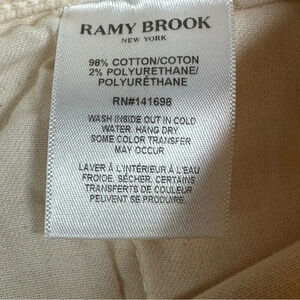 RAMY BROOK
NEW YORK
98% COTTON/COTON
2% POLYURETHANE/
POLYURÉTHANE
RN#141698
WASH INSIDE OUT IN COLD
WATER. HANG DRY
SOME COLOR TRANSFER
MAY OCCUR
LAVER À L'INTÉRIEUR À L'EAU
FROIDE. SÉCHER. CERTAINS
TRANSFERTS DE COULEUR
PEUVENT SE PRODUIRE.